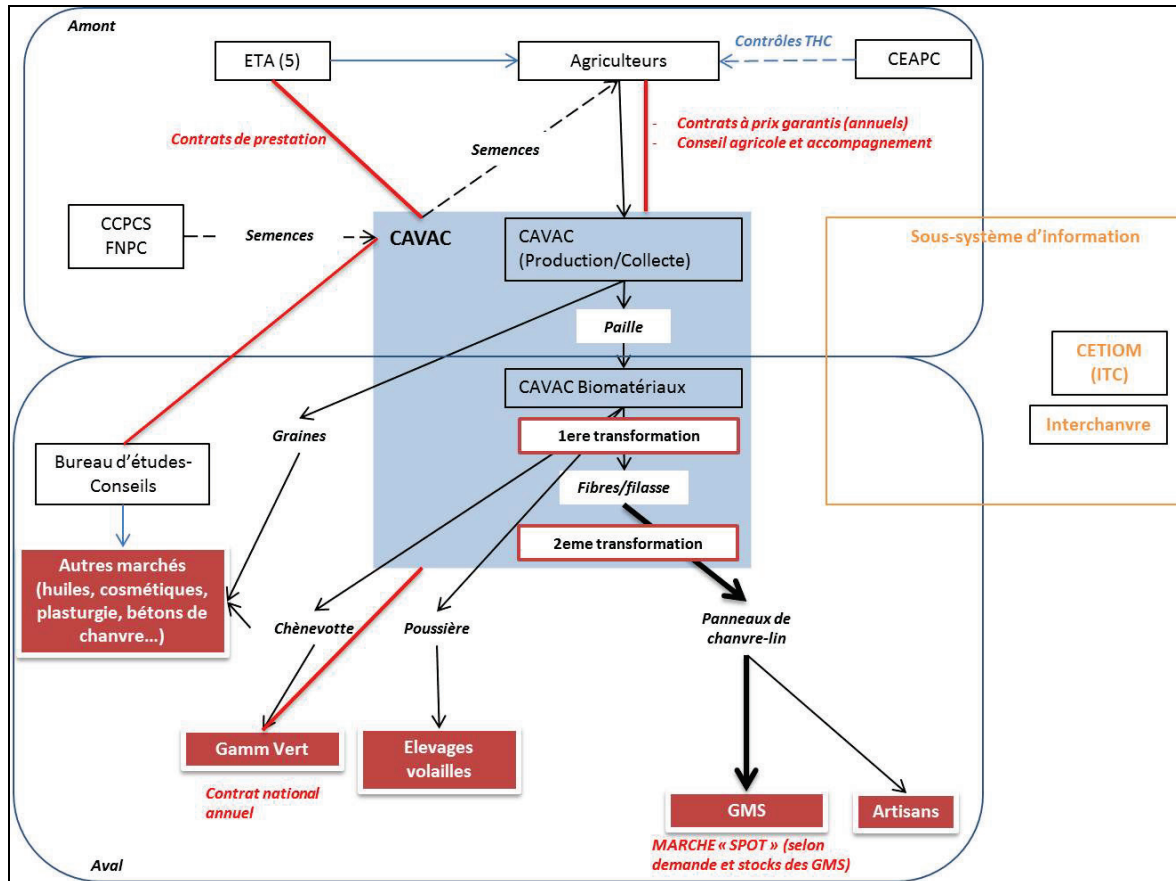 Amont
ETA (5)
Agriculteurs
Contrôles THC
CEAPC
Contrats de prestation
Semences
- Contrats à prix garantis (annuels)
- Conseil agricole et accompagnement
CCPCS
FNPC
Semences
CAVAC
CAVAC
(Production/Collecte)
Sous-système d'information
Paille
CETIOM
(ITC)
CAVAC Biomatériaux
Interchanvre
Graines
1ere transformation
Bureau d'études-
Conseils
Fibres/filasse
2eme transformation
Autres marchés
(huiles, cosmétiques,
plasturgie, bétons de
chanvre...)
Chènevotte
Poussière
Panneaux de
chanvre-lin
Gamm Vert
Elevages
volailles
Contrat national
annuel
GMS
Artisans
MARCHE « SPOT » (selon
demande et stocks des GMS)
Aval